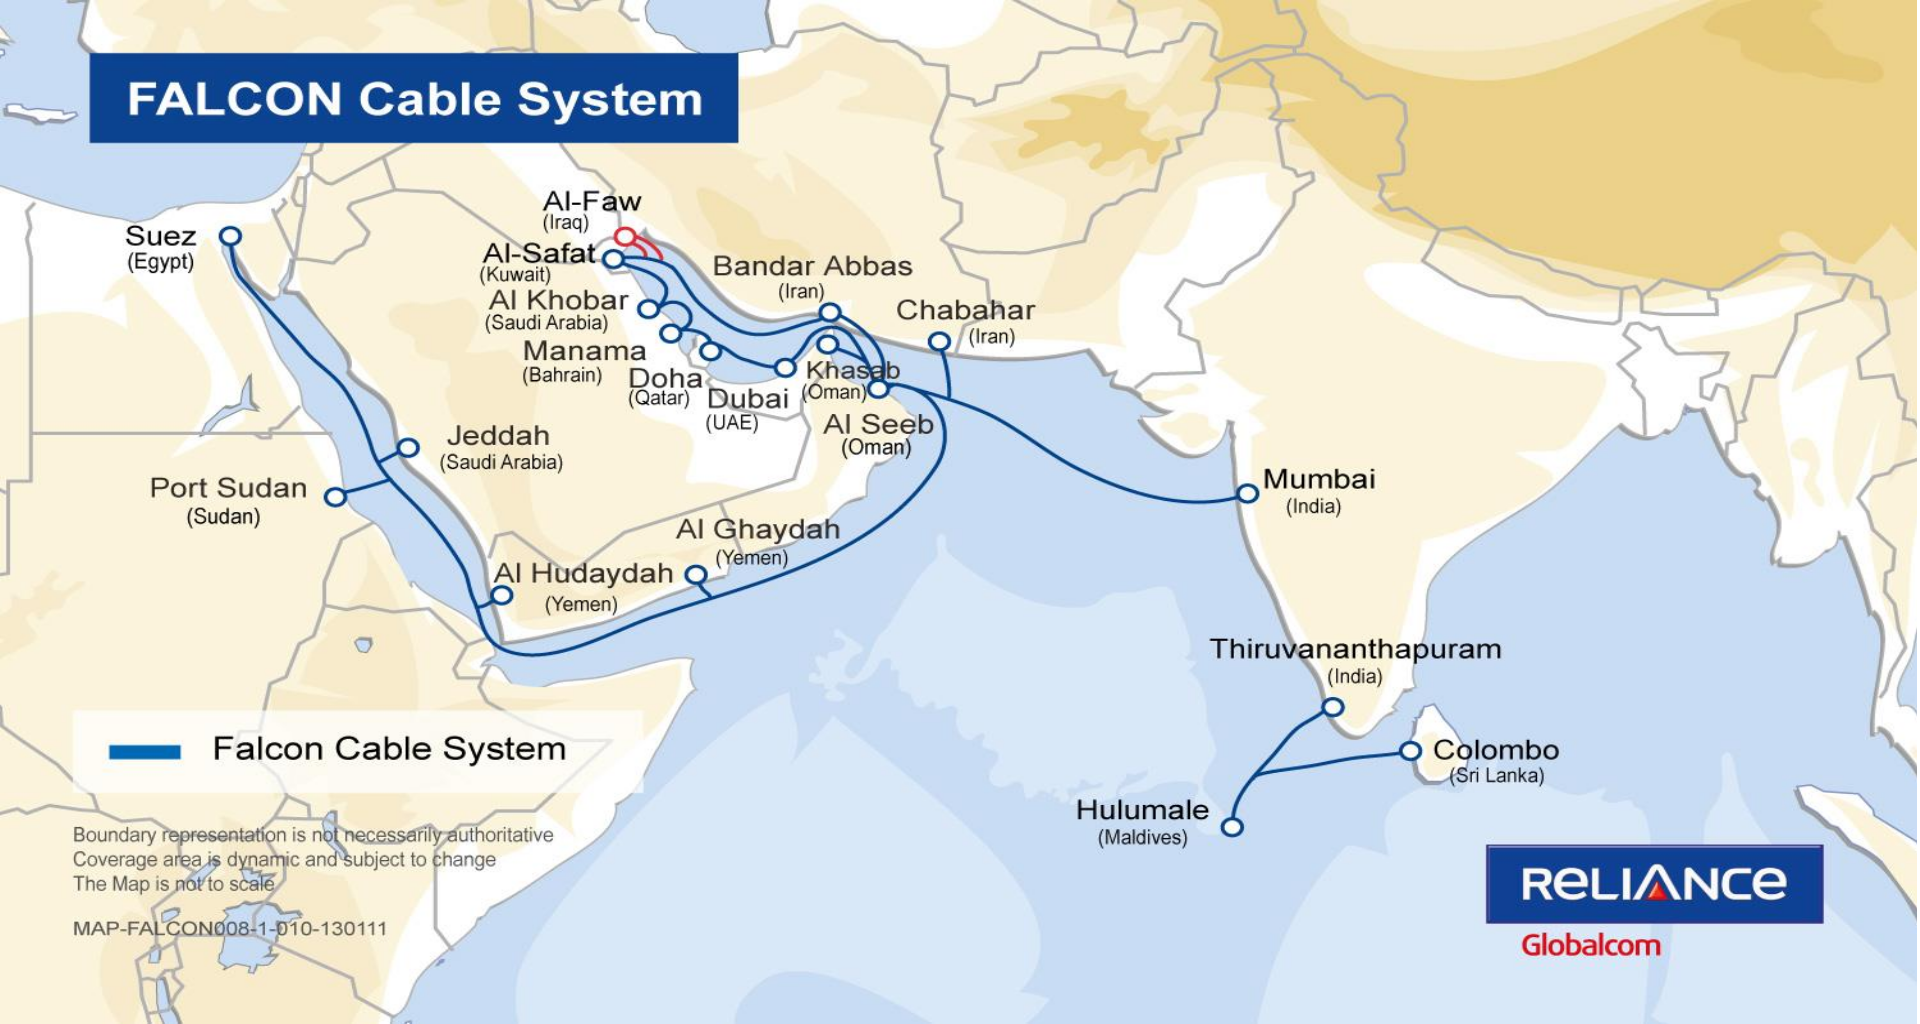 FALCON Cable System
Al-Faw
(Iraq)
Suez
(Egypt)
Al-Safat
(Kuwait)
Bandar Abbas
(Iran)
Al Khobar
(Saudi Arabia)
Chabahar
(Iran)
Manama
(Bahrain)
Doha
(Qatar)
Dubai
(UAE)
Khasab
(Oman)
Al Seeb
(Oman)
Jeddah
(Saudi Arabia)
Port Sudan
(Sudan)
Mumbai
(India)
Al Ghaydah
(Yemen)
Al Hudaydah
(Yemen)
Thiruvananthapuram
(India)
Falcon Cable System
Colombo
(Sri Lanka)
Hulumale
(Maldives)
Boundary representation is not necessarily authoritative
Coverage area is dynamic and subject to change
The Map is not to scale
MAP-FALCON008-1-010-130111
RELIANCe
Globalcom